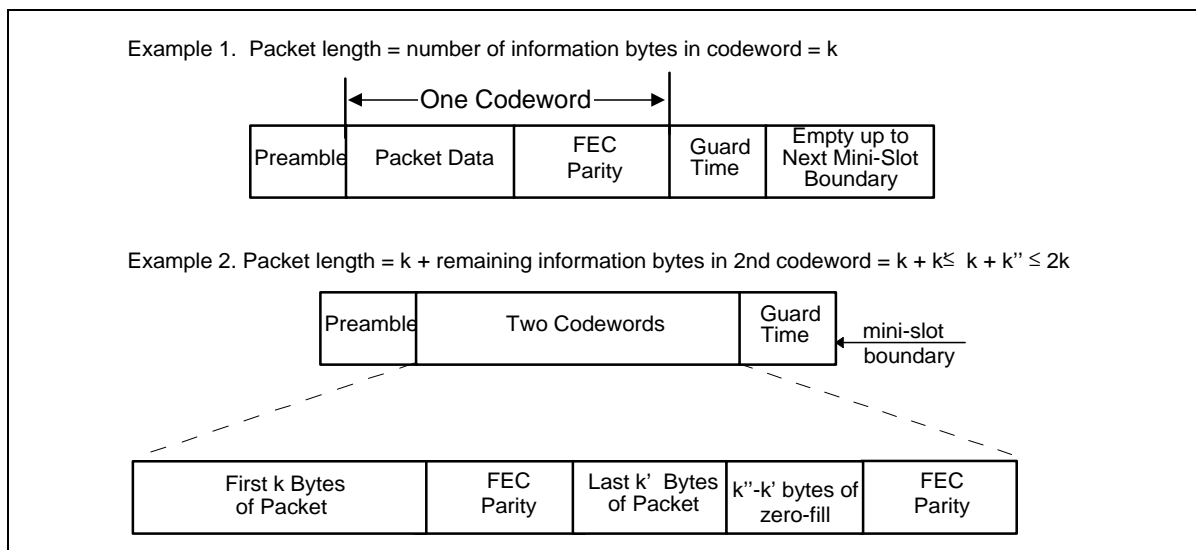 Example 1.  Packet length = number of information bytes in codeword = k
One Codeword
Preamble
Packet Data
FEC
Parity
Guard
Time
Empty up to
Next Mini-Slot
Boundary
Example 2. Packet length = k + remaining information bytes in 2nd codeword = k + k≤ k + k'' ≤ 2k
Preamble
Two Codewords
Guard
Time
mini-slot
boundary
First k Bytes
of Packet
FEC
Parity
Last k' Bytes
of Packet
k''-k' bytes of
zero-fill
FEC
Parity